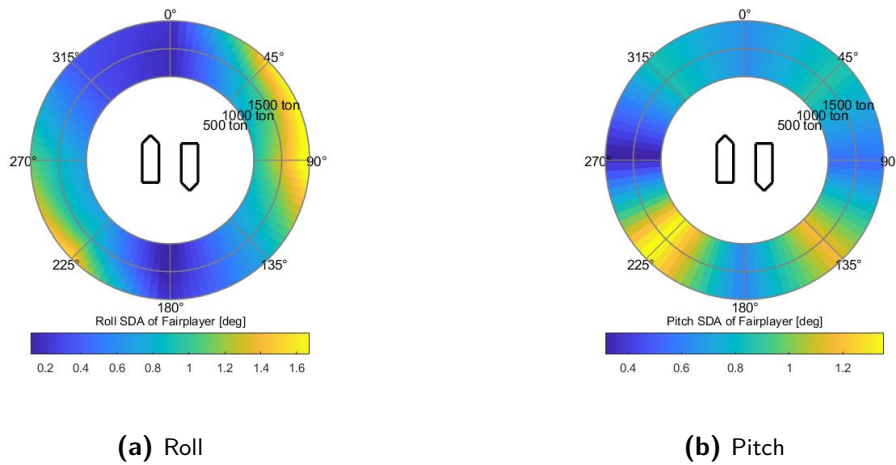 0°
315°
45°
1500 ton
1000 ton
500 ton
270°
90°
225°
135°
180°
Roll SDA of Fairplayer [deg]
0.2 0.4 0.6 0.8 1 1.2 1.4 1.6
(a) Roll
0°
315°
45°
1500 ton
1000 ton
500 ton
270°
90
225°
135°
180°
Pitch SDA of Fairplayer [deg]
0.4 0.6 0.8 1 1.2
(b) Pitch